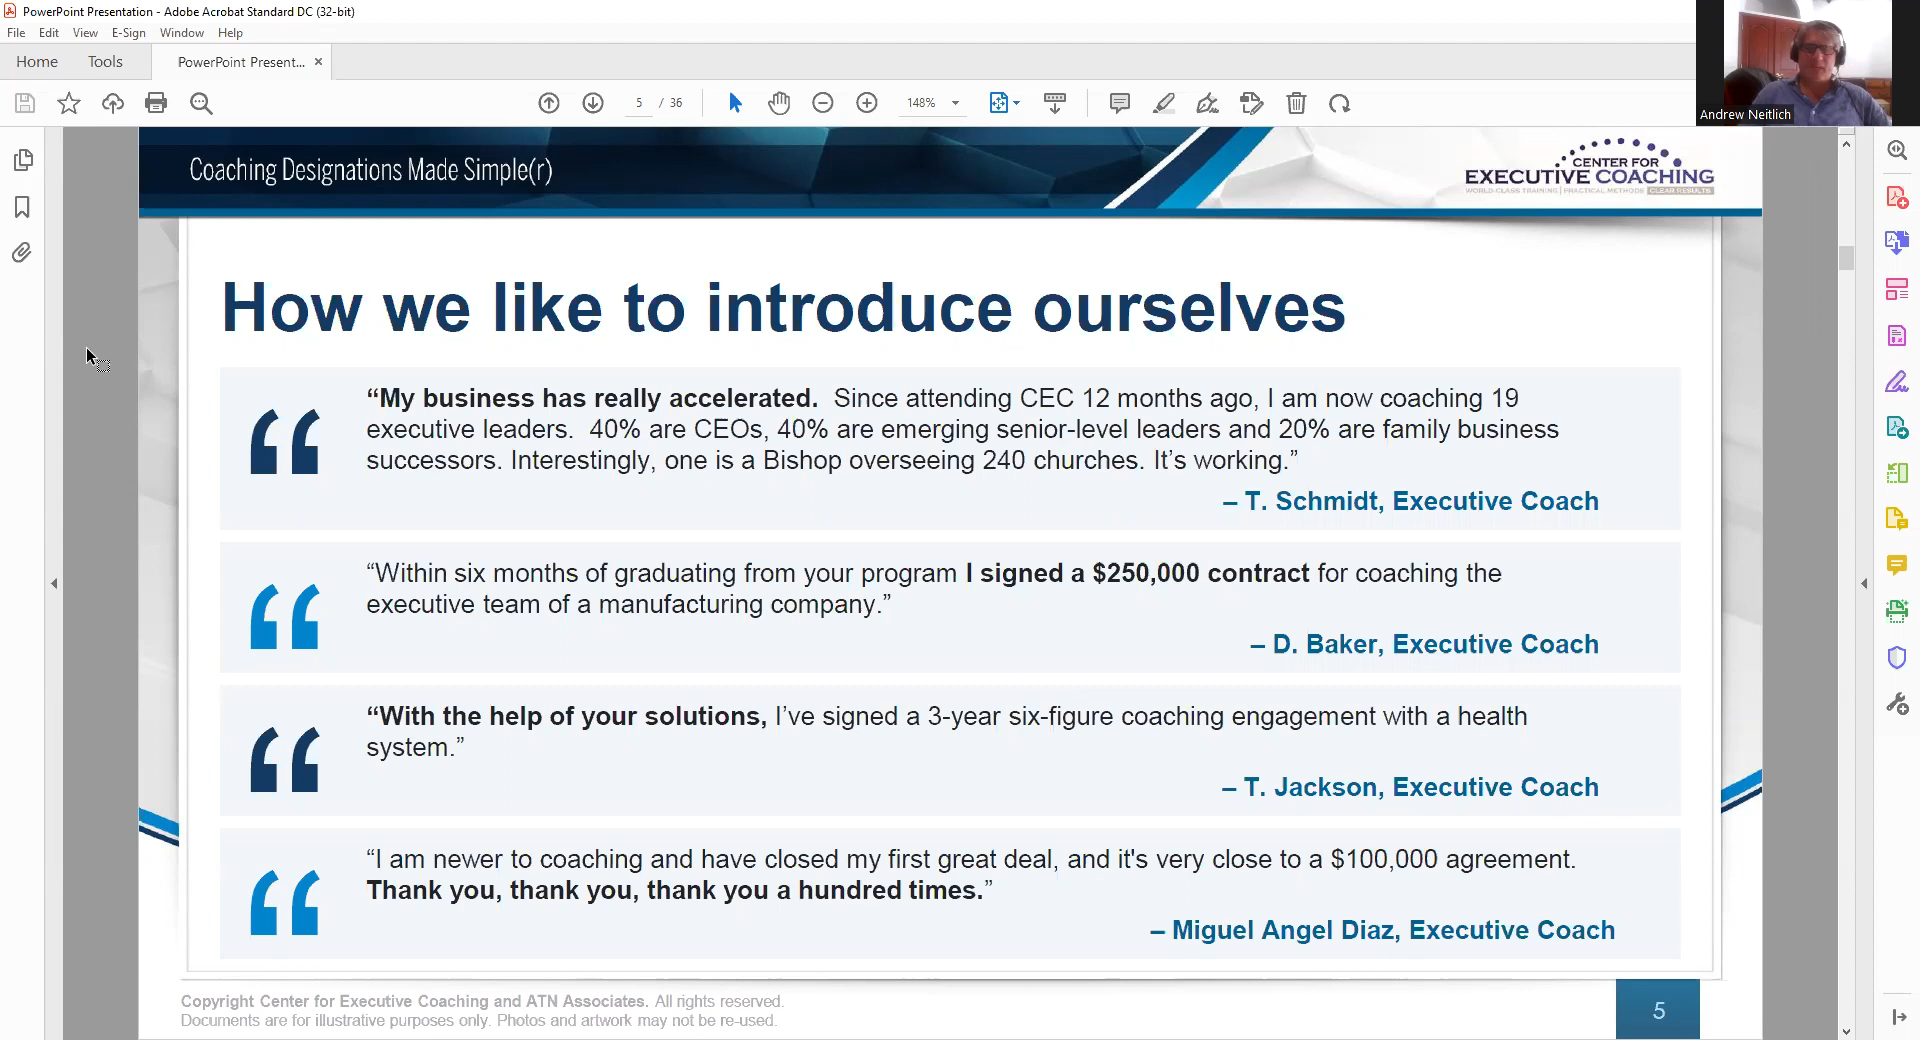 PowerPoint Presentation - Adobe Acrobat Standard DC (32-bit)
File Edit View E-Sign Window Help
Home Tools PowerPoint Present... ×
5 / 36 148%
Andrew Neitlich
Coaching Designations Made Simple(r)
CENTER FOR
EXECUTIVE COACHING
WORLD-CLASS TRAINING | PRACTICAL METHODS | CLEAR RESULTS
How we like to introduce ourselves
“My business has really accelerated. Since attending CEC 12 months ago, I am now coaching 19
executive leaders. 40% are CEOs, 40% are emerging senior-level leaders and 20% are family business
successors. Interestingly, one is a Bishop overseeing 240 churches. It’s working.”
– T. Schmidt, Executive Coach
“Within six months of graduating from your program I signed a $250,000 contract for coaching the
executive team of a manufacturing company.”
– D. Baker, Executive Coach
“With the help of your solutions, I’ve signed a 3-year six-figure coaching engagement with a health
system.”
– T. Jackson, Executive Coach
“I am newer to coaching and have closed my first great deal, and it's very close to a $100,000 agreement.
Thank you, thank you, thank you a hundred times.”
– Miguel Angel Diaz, Executive Coach
Copyright Center for Executive Coaching and ATN Associates. All rights reserved.
Documents are for illustrative purposes only. Photos and artwork may not be re-used.
5